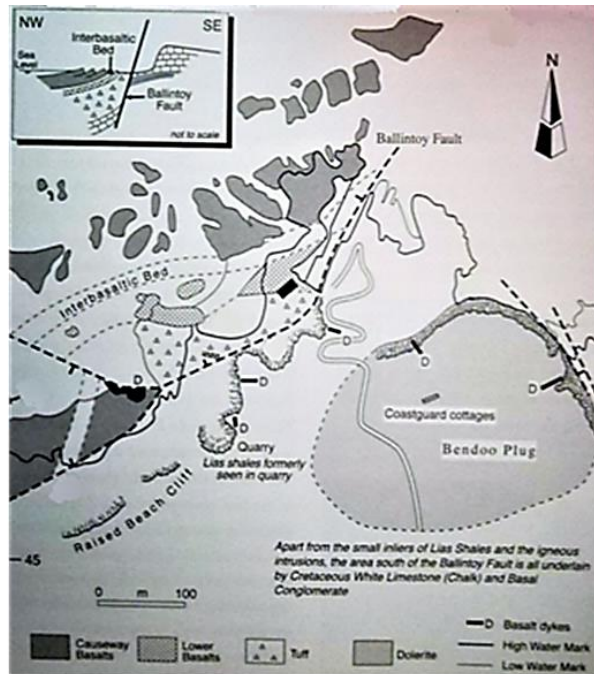 NW
SE
Interbasaltic
Bed
Sea
Level
Ballintoy
Fault
not to scale
N
Ballintoy Fault
Interbasaltic Bed
D
D
D
D
D
D
Coastguard cottages
Bendoo Plug
Quarry
Lias shales formerly
seen in quarry
Raised Beach Cliff
45
Apart from the small inliers of Lias Shales and the igneous
intrusions, the area south of the Ballintoy Fault is all underlain
by Cretaceous White Limestone (Chalk) and Basal
Conglomerate
0 m 100
D Basalt dykes
High Water Mark
Low Water Mark
Causeway
Basalts
Lower
Basalts
Tuff
Dolerite